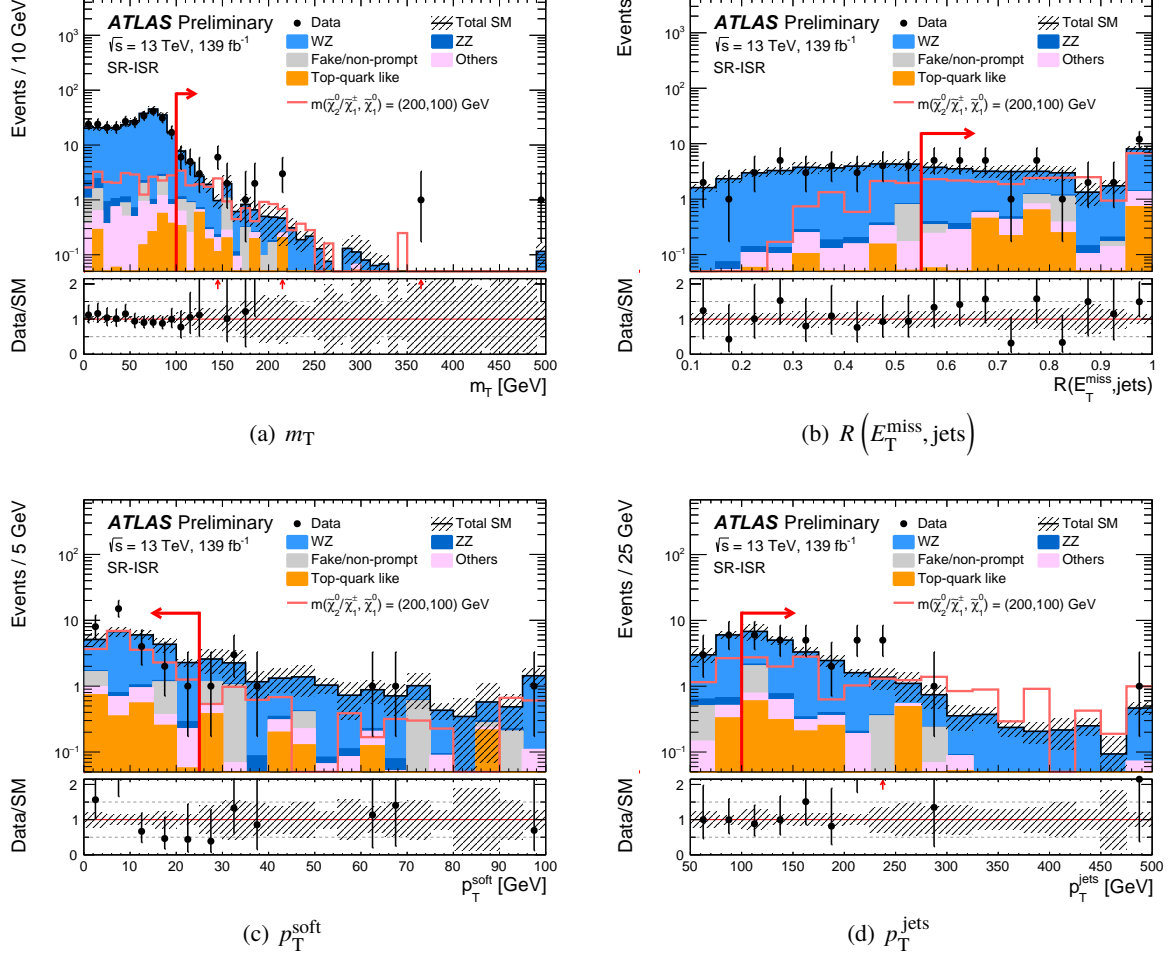 Events / 10 GeV
10³
10²
10
1
10⁻¹
ATLAS Preliminary
√s = 13 TeV, 139 fb⁻¹
SR-ISR
Data
Total SM
WZ
ZZ
Fake/non-prompt
Others
Top-quark like
m(χ̃⁰₂/χ̃±₁, χ̃⁰₁) = (200,100) GeV
Data/SM
2
1
0
0 50 100 150 200 250 300 350 400 450 500
m_T [GeV]
(a) m_T
Events
10³
10²
10
1
10⁻¹
ATLAS Preliminary
√s = 13 TeV, 139 fb⁻¹
SR-ISR
Data
Total SM
WZ
ZZ
Fake/non-prompt
Others
Top-quark like
m(χ̃⁰₂/χ̃±₁, χ̃⁰₁) = (200,100) GeV
Data/SM
2
1
0
0.1 0.2 0.3 0.4 0.5 0.6 0.7 0.8 0.9 1
R(E_T^miss,jets)
(b) R (E_T^miss, jets)
Events / 5 GeV
10²
10
1
10⁻¹
ATLAS Preliminary
√s = 13 TeV, 139 fb⁻¹
SR-ISR
Data
Total SM
WZ
ZZ
Fake/non-prompt
Others
Top-quark like
m(χ̃⁰₂/χ̃±₁, χ̃⁰₁) = (200,100) GeV
Data/SM
2
1
0
0 10 20 30 40 50 60 70 80 90 100
p_T^soft [GeV]
(c) p_T^soft
Events / 25 GeV
10²
10
1
10⁻¹
ATLAS Preliminary
√s = 13 TeV, 139 fb⁻¹
SR-ISR
Data
Total SM
WZ
ZZ
Fake/non-prompt
Others
Top-quark like
m(χ̃⁰₂/χ̃±₁, χ̃⁰₁) = (200,100) GeV
Data/SM
2
1
0
50 100 150 200 250 300 350 400 450 500
p_T^jets [GeV]
(d) p_T^jets